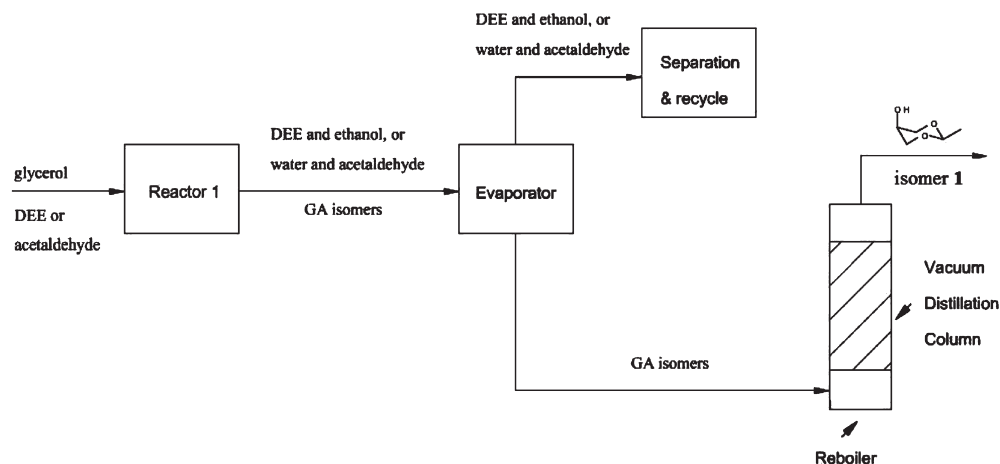 DEE and ethanol, or
water and acetaldehyde
Separation
& recycle
OH
O
O
isomer 1
DEE and ethanol, or
water and acetaldehyde
GA isomers
glycerol
DEE or
acetaldehyde
Reactor 1
Evaporator
Vacuum
Distillation
Column
GA isomers
Reboiler